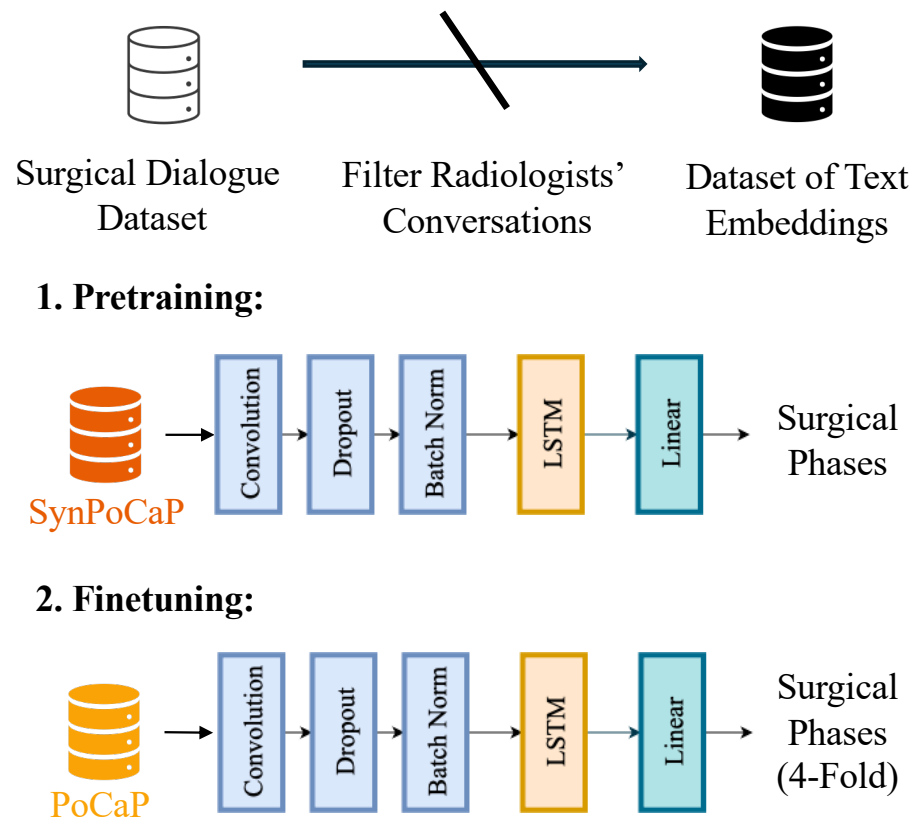 Surgical Dialogue
Dataset
Filter Radiologists’
Conversations
Dataset of Text
Embeddings
1. Pretraining:
SynPoCaP
Convolution
Dropout
Batch Norm
LSTM
Linear
Surgical
Phases
2. Finetuning:
PoCaP
Convolution
Dropout
Batch Norm
LSTM
Linear
Surgical
Phases
(4-Fold)